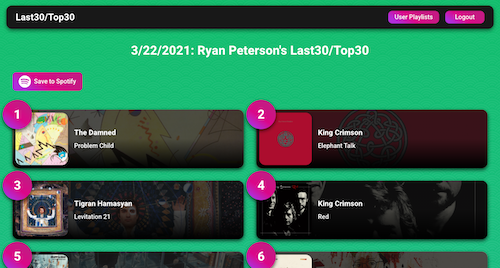 Last30/Top30
User Playlists
Logout
3/22/2021: Ryan Peterson's Last30/Top30
Save to Spotify
1
The Damned
Problem Child
2
King Crimson
Elephant Talk
3
Tigran Hamasyan
Levitation 21
4
King Crimson
Red
5
6